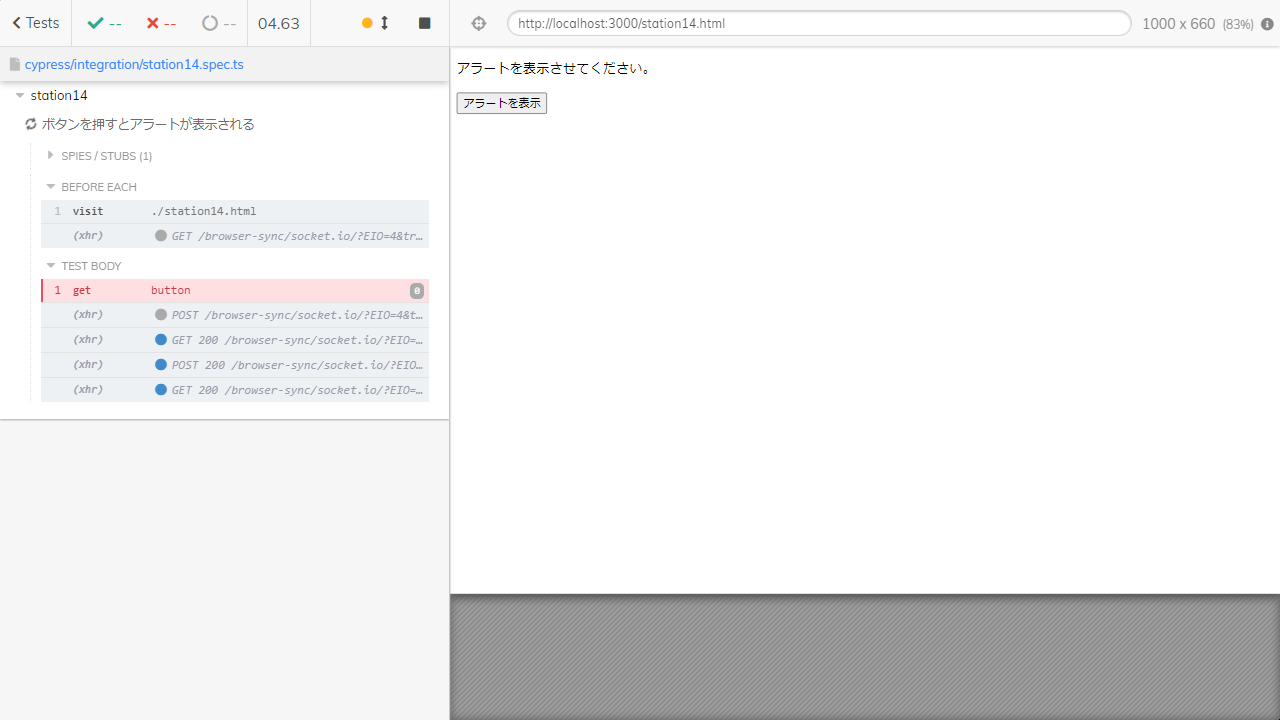 Tests -- -- -- 04.63
http://localhost:3000/station14.html 1000 x 660 (83%)
cypress/integration/station14.spec.ts
station14
ボタンを押すとアラートが表示される
SPIES / STUBS (1)
BEFORE EACH
1 visit ./station14.html
(xhr) GET /browser-sync/socket.io/?EIO=4&tr…
TEST BODY
1 get button 0
(xhr) POST /browser-sync/socket.io/?EIO=4&t…
(xhr) GET 200 /browser-sync/socket.io/?EIO=…
(xhr) POST 200 /browser-sync/socket.io/?EIO…
(xhr) GET 200 /browser-sync/socket.io/?EIO=…
アラートを表示させてください。
アラートを表示